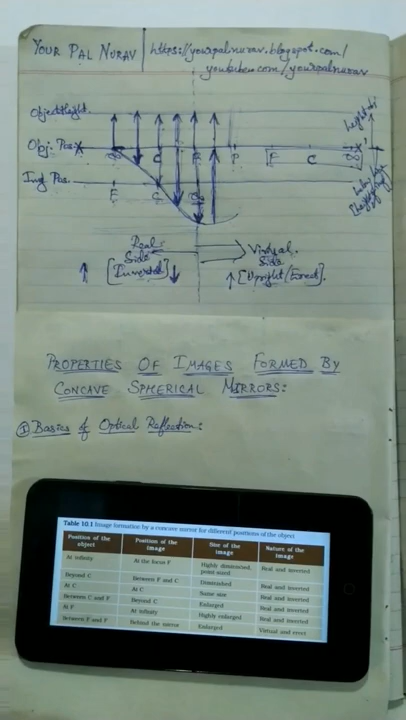 YOUR PAL NURAV
https://yourpalnurav.blogspot.com/
youtube.com/yourpalnurav
Object Height.
Obj. Pos.
∞ C F P F C ∞
Img Pos.
F C ∞
Real Side
[Inverted]
Virtual Side
[Upright/Erect].
PROPERTIES OF IMAGES FORMED BY
CONCAVE SPHERICAL MIRRORS:
① Basics of Optical Reflection:
Table 10.1 Image formation by a concave mirror for different positions of the object
Position of the object Position of the image Size of the image Nature of the image
At infinity At the focus F Highly diminished, point-sized Real and inverted
Beyond C Between F and C Diminished Real and inverted
At C At C Same size Real and inverted
Between C and F Beyond C Enlarged Real and inverted
At F At infinity Highly enlarged Real and inverted
Between P and F Behind the mirror Enlarged Virtual and erect